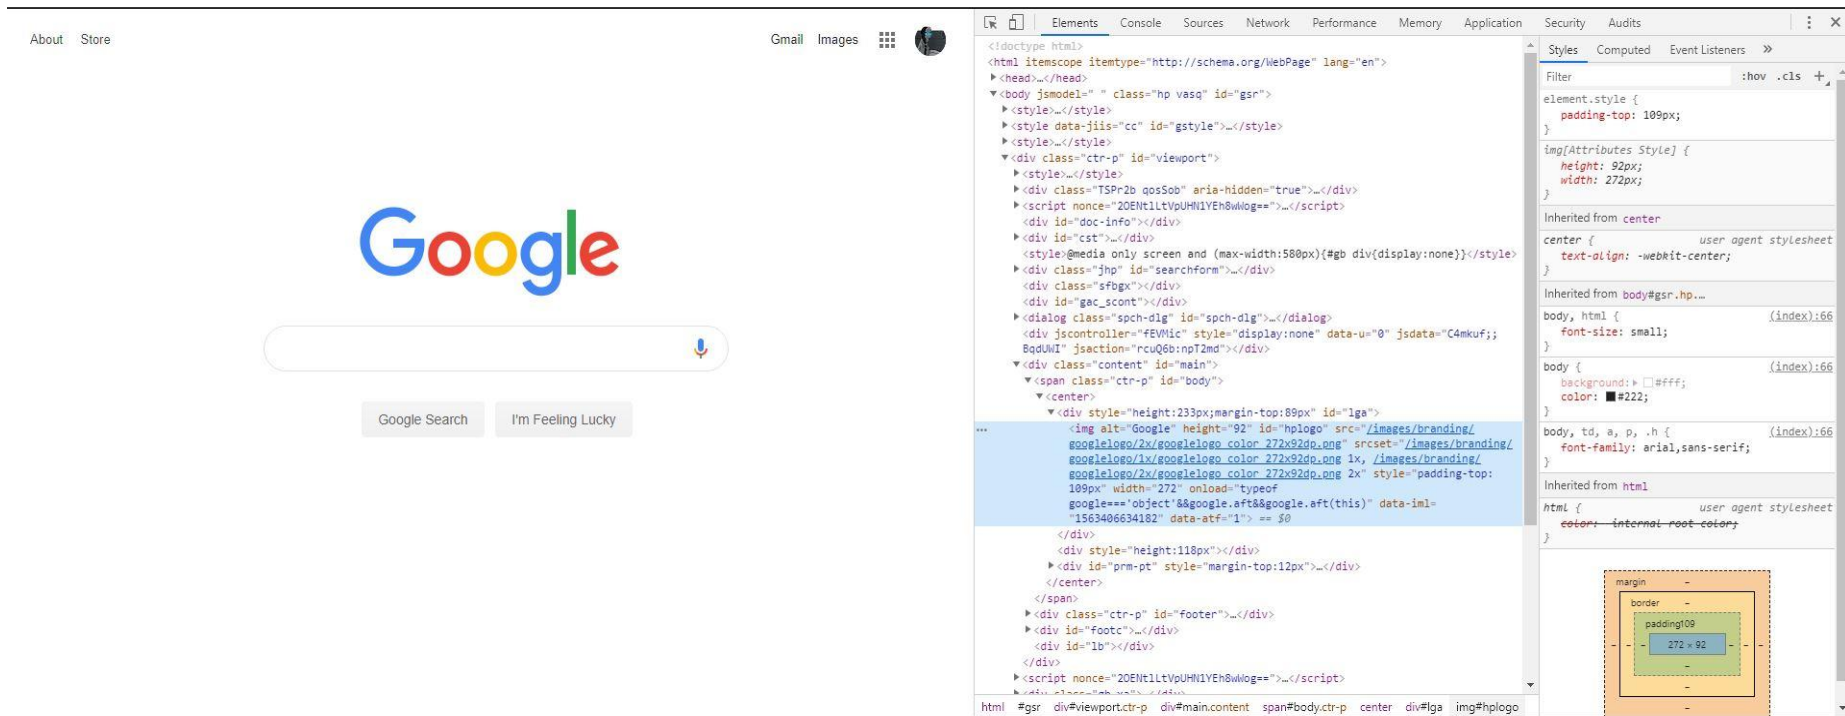 About Store
Gmail Images
Google
Google Search I'm Feeling Lucky
Elements Console Sources Network Performance Memory Application Security Audits
<!doctype html>
<html itemscope itemtype="http://schema.org/WebPage" lang="en">
<head>…</head>
<body jsmodel=" " class="hp vasq" id="gsr">
<style>…</style>
<style data-jiis="cc" id="gstyle">…</style>
<style>…</style>
<div class="ctr-p" id="viewport">
<style>…</style>
<div class="TSPr2b qosSob" aria-hidden="true">…</div>
<script nonce="2OENtlLtVpUHN1YEh8wWog==">…</script>
<div id="doc-info"></div>
<div id="cst">…</div>
<style>@media only screen and (max-width:580px){#gb div{display:none}}</style>
<div class="jhp" id="searchform">…</div>
<div class="sfbgx"></div>
<div id="gac_scont"></div>
<dialog class="spch-dlg" id="spch-dlg">…</dialog>
<div jscontroller="fEVMic" style="display:none" data-u="0" jsdata="C4mkuf;;
BqdUWI" jsaction="rcuQ6b:npT2md"></div>
<div class="content" id="main">
<span class="ctr-p" id="body">
<center>
<div style="height:233px;margin-top:89px" id="lga">
… <img alt="Google" height="92" id="hplogo" src="/images/branding/
googlelogo/2x/googlelogo_color_272x92dp.png" srcset="/images/branding/
googlelogo/1x/googlelogo_color_272x92dp.png 1x, /images/branding/
googlelogo/2x/googlelogo_color_272x92dp.png 2x" style="padding-top:
109px" width="272" onload="typeof
google==='object'&&google.aft&&google.aft(this)" data-iml=
"1563406634182" data-atf="1"> == $0
</div>
<div style="height:118px"></div>
<div id="prm-pt" style="margin-top:12px">…</div>
</center>
</span>
<div class="ctr-p" id="footer">…</div>
<div id="footc">…</div>
<div id="lb"></div>
</div>
<script nonce="2OENtlLtVpUHN1YEh8wWog==">…</script>
html #gsr div#viewport.ctr-p div#main.content span#body.ctr-p center div#lga img#hplogo
Styles Computed Event Listeners »
Filter :hov .cls +
element.style {
padding-top: 109px;
}
img[Attributes Style] {
height: 92px;
width: 272px;
}
Inherited from center
center { user agent stylesheet
text-align: -webkit-center;
}
Inherited from body#gsr.hp.…
body, html { (index):66
font-size: small;
}
body { (index):66
background: #fff;
color: #222;
}
body, td, a, p, .h { (index):66
font-family: arial,sans-serif;
}
Inherited from html
html { user agent stylesheet
color: -internal-root-color;
}
margin -
border -
padding109
- - - 272 × 92 - - -
-
-
-